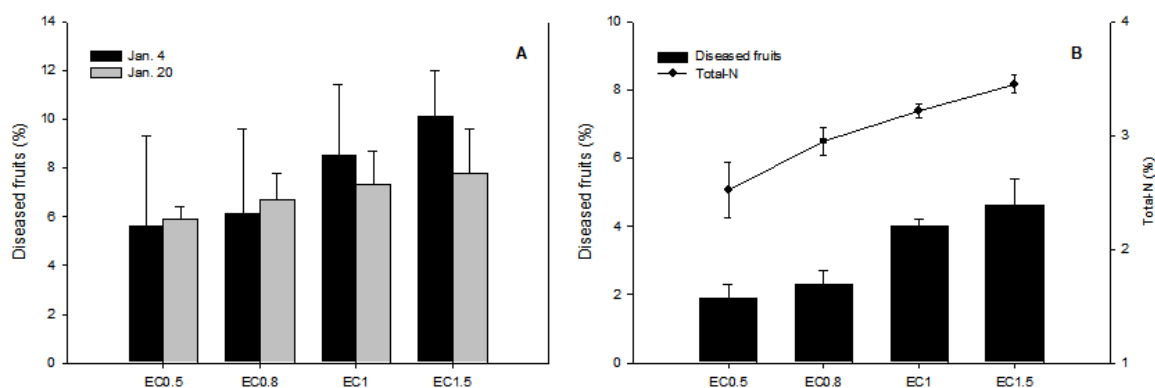 14
12
10
8
6
4
2
0
Diseased fruits (%)
Jan. 4
Jan. 20
A
EC0.5 EC0.8 EC1 EC1.5
10
8
6
4
2
0
Diseased fruits (%)
Diseased fruits
Total-N
B
4
3
2
1
Total-N (%)
EC0.5 EC0.8 EC1 EC1.5